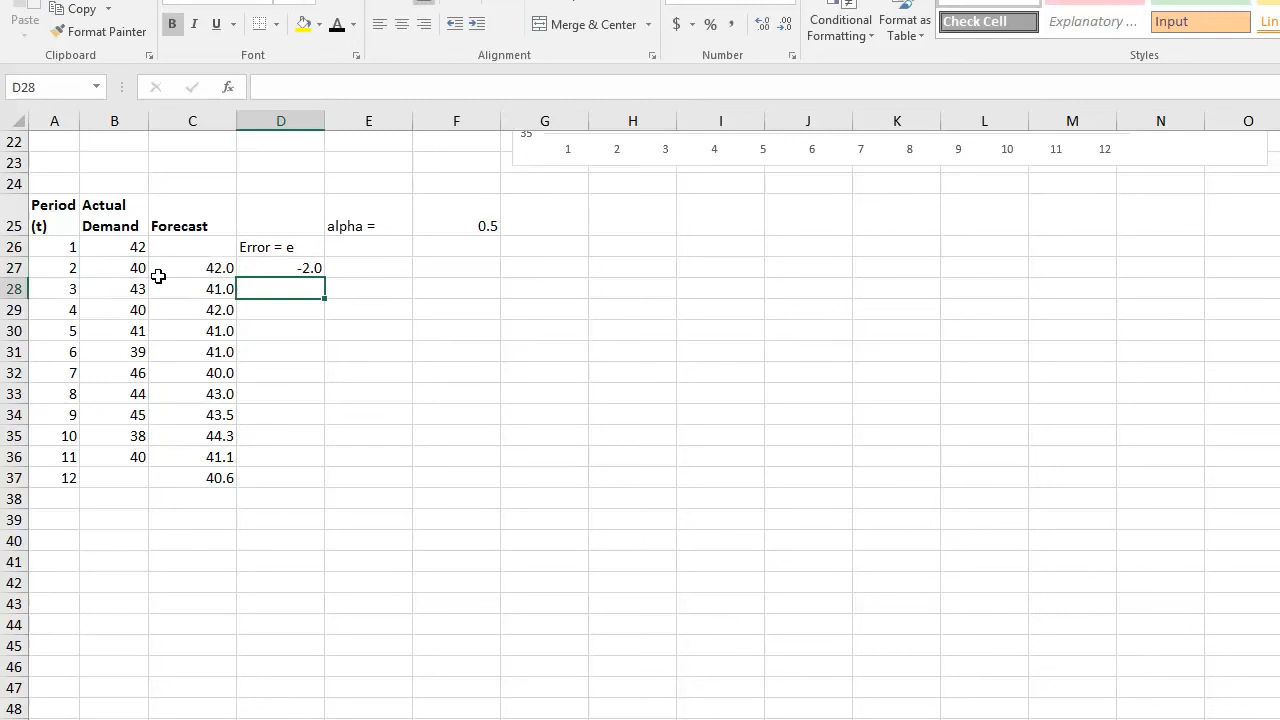 Paste
Copy
Format Painter
Clipboard
B I U A
Font
Merge & Center
Alignment
$ % ,
Number
Conditional Formatting
Format as Table
Check Cell Explanatory ... Input
Styles
D28 fx
A B C D E F G H I J K L M N O
22 35 1 2 3 4 5 6 7 8 9 10 11 12
23
24
25 Period (t) Actual Demand Forecast alpha = 0.5
26 1 42 Error = e
27 2 40 42.0 -2.0
28 3 43 41.0
29 4 40 42.0
30 5 41 41.0
31 6 39 41.0
32 7 46 40.0
33 8 44 43.0
34 9 45 43.5
35 10 38 44.3
36 11 40 41.1
37 12 40.6
38
39
40
41
42
43
44
45
46
47
48